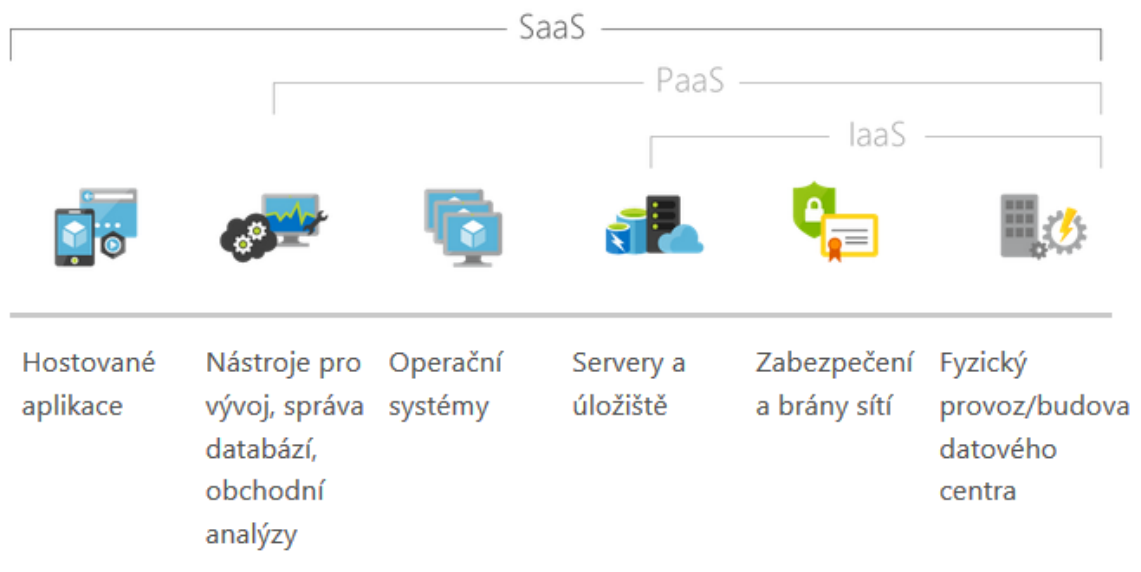 SaaS
PaaS
IaaS
Hostované
aplikace
Nástroje pro
vývoj, správa
databází,
obchodní
analýzy
Operační
systémy
Servery a
úložiště
Zabezpečení
a brány sítí
Fyzický
provoz/budova
datového
centra